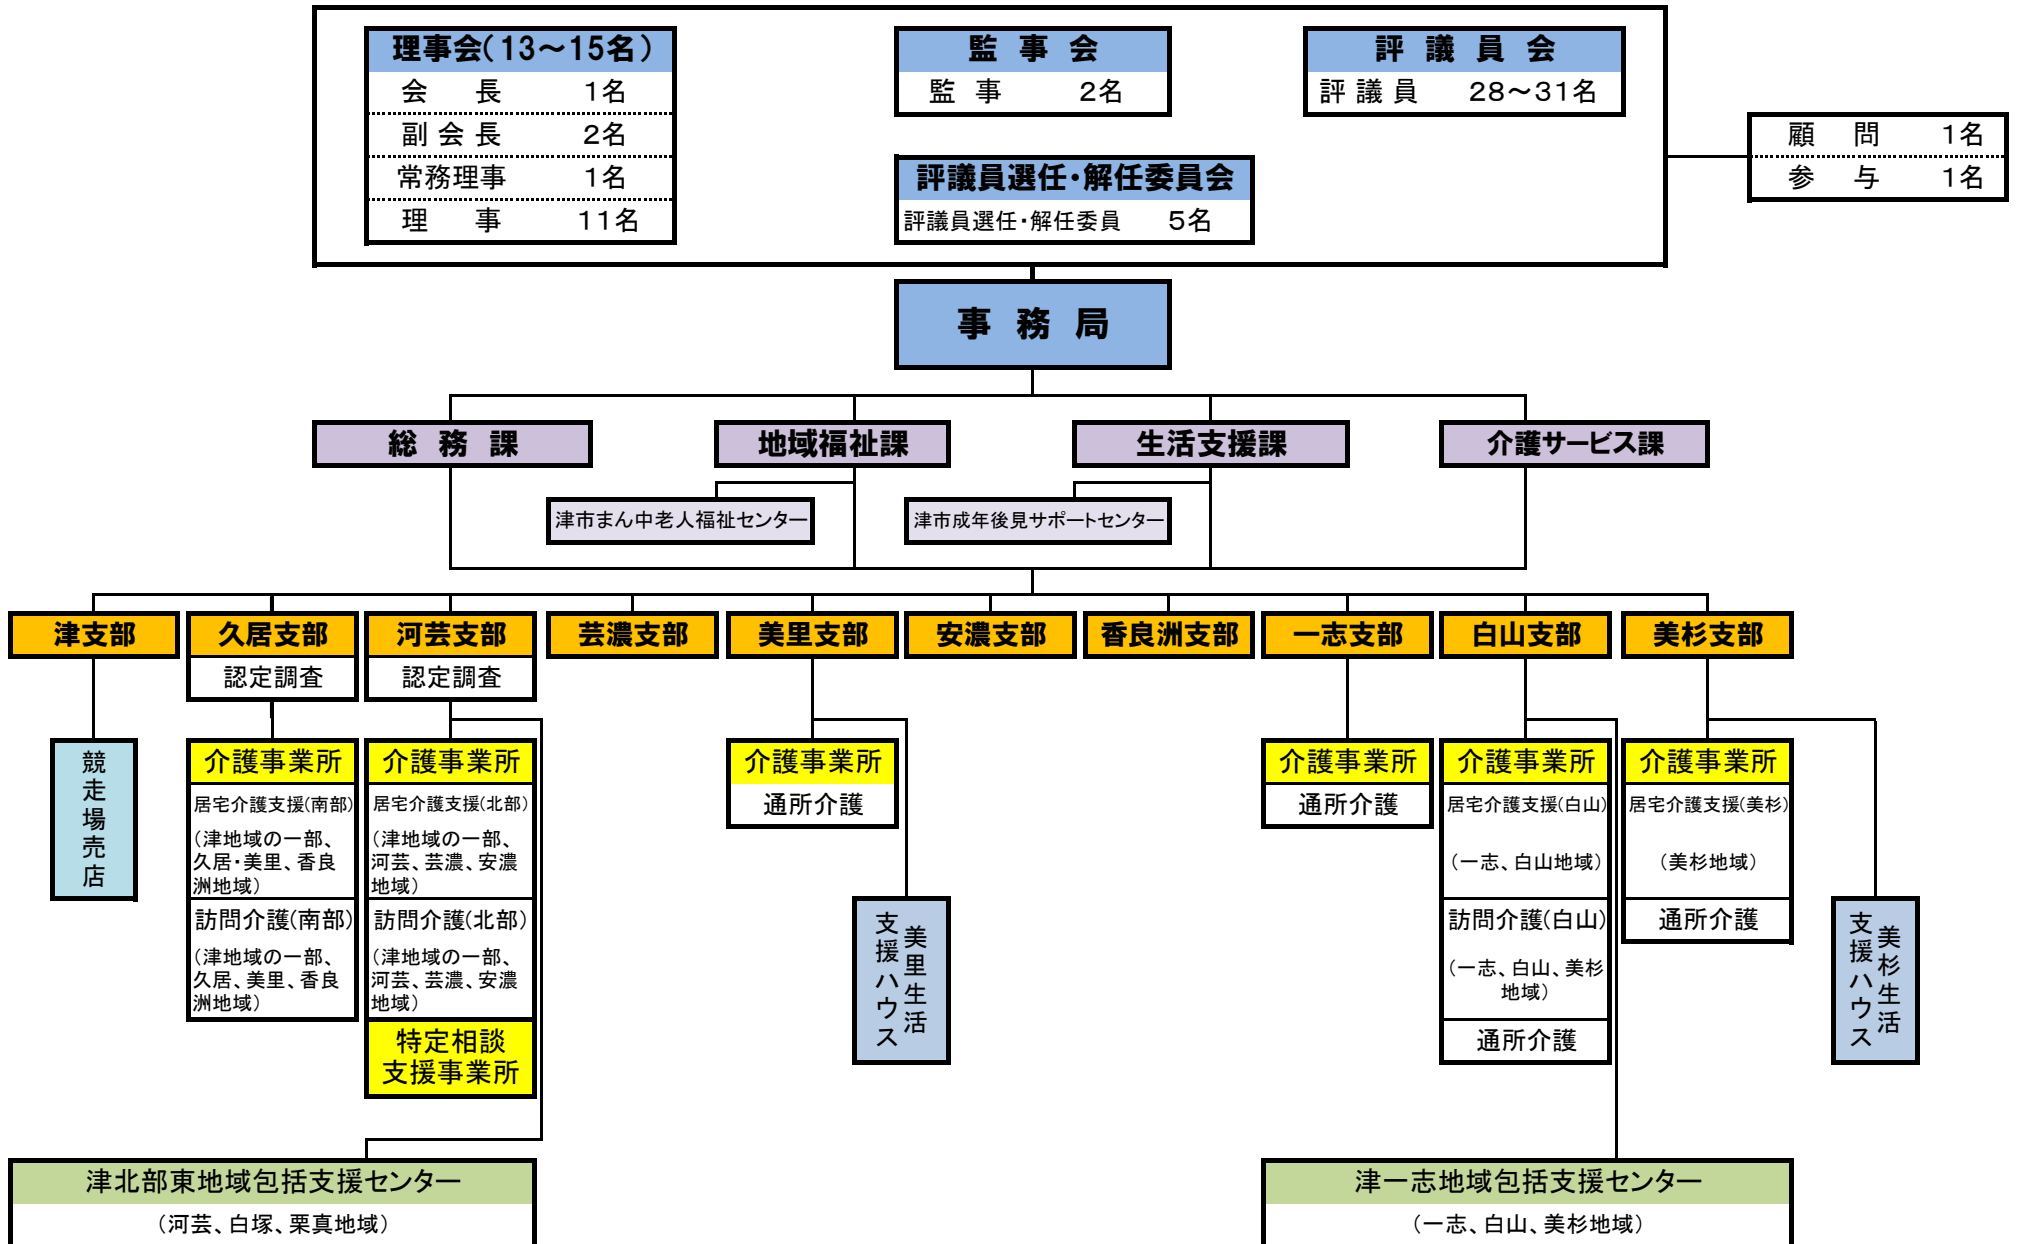 理事会(13～15名)
会　長　1名
副会長　2名
常務理事　1名
理　事　11名
監事会
監事　2名
評議員会
評議員　28～31名
評議員選任・解任委員会
評議員選任・解任委員　5名
顧　問　1名
参　与　1名
事務局
総務課
地域福祉課
生活支援課
介護サービス課
津市まん中老人福祉センター
津市成年後見サポートセンター
津支部
久居支部
認定調査
河芸支部
認定調査
芸濃支部
美里支部
安濃支部
香良洲支部
一志支部
白山支部
美杉支部
競走場売店
介護事業所
居宅介護支援(南部)
(津地域の一部、
久居・美里、香良
洲地域)
訪問介護(南部)
(津地域の一部、
久居、美里、香良
洲地域)
介護事業所
居宅介護支援(北部)
(津地域の一部、
河芸、芸濃、安濃
地域)
訪問介護(北部)
(津地域の一部、
河芸、芸濃、安濃
地域)
特定相談
支援事業所
介護事業所
通所介護
美里生活
支援ハウス
介護事業所
通所介護
介護事業所
居宅介護支援(白山)
(一志、白山地域)
訪問介護(白山)
(一志、白山、美杉
地域)
通所介護
介護事業所
居宅介護支援(美杉)
(美杉地域)
通所介護
美杉生活
支援ハウス
津北部東地域包括支援センター
(河芸、白塚、栗真地域)
津一志地域包括支援センター
(一志、白山、美杉地域)